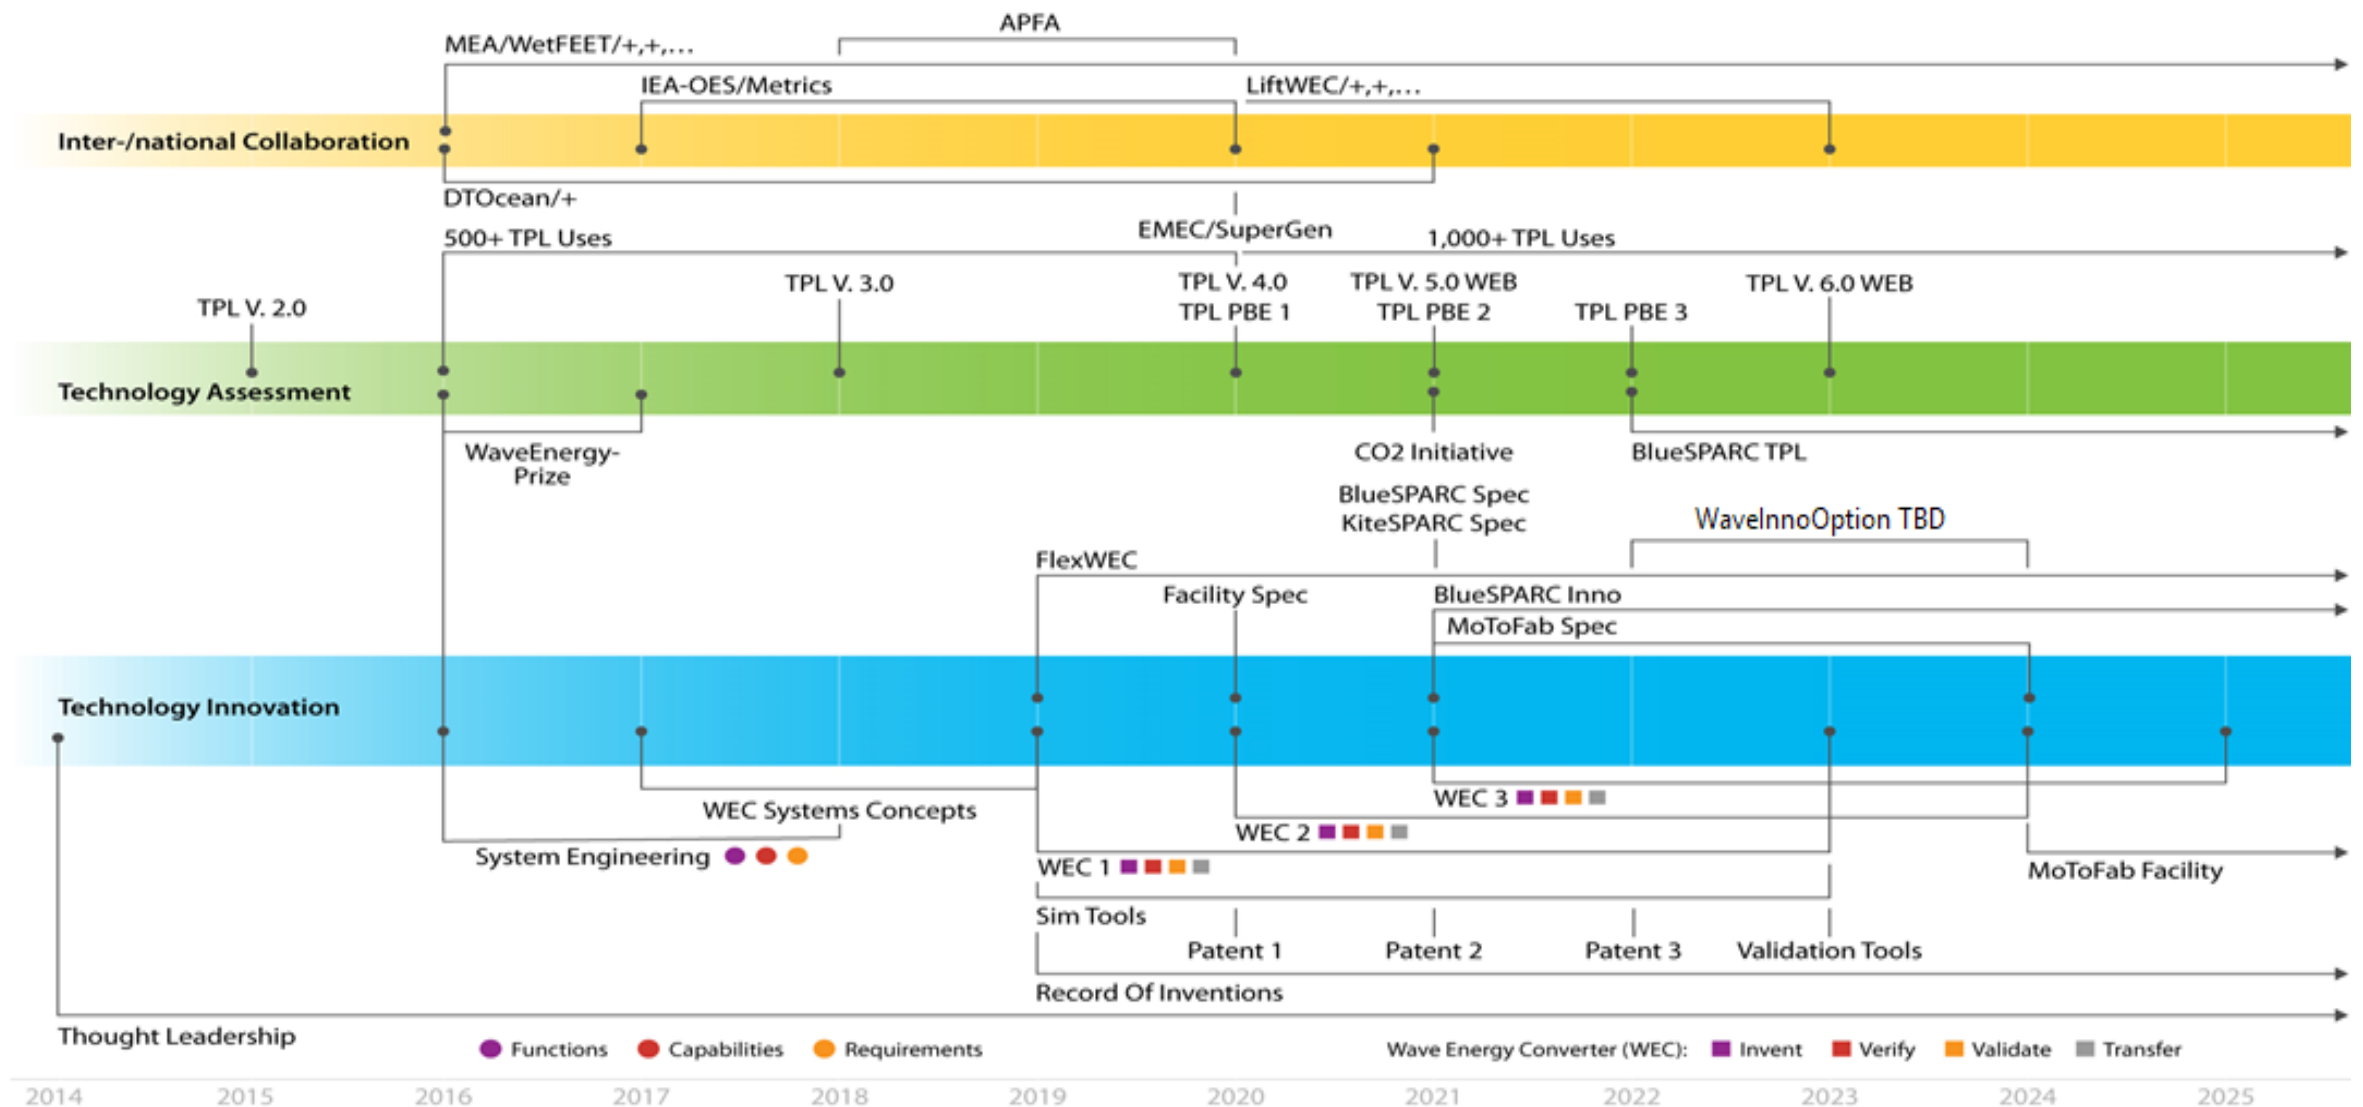 APFA
MEA/WetFEET/+,+,...
IEA-OES/Metrics
LiftWEC/+,+,...
Inter-/national Collaboration
DTOcean/+
EMEC/SuperGen
500+ TPL Uses
1,000+ TPL Uses
TPL V. 2.0
TPL V. 3.0
TPL V. 4.0
TPL PBE 1
TPL V. 5.0 WEB
TPL PBE 2
TPL PBE 3
TPL V. 6.0 WEB
Technology Assessment
WaveEnergy-
Prize
CO2 Initiative
BlueSPARC TPL
BlueSPARC Spec
KiteSPARC Spec
WaveInnoOption TBD
FlexWEC
Facility Spec
BlueSPARC Inno
MoToFab Spec
Technology Innovation
WEC Systems Concepts
System Engineering
WEC 3
WEC 2
WEC 1
MoToFab Facility
Sim Tools
Patent 1
Patent 2
Patent 3
Validation Tools
Record Of Inventions
Thought Leadership
Functions
Capabilities
Requirements
Wave Energy Converter (WEC):
Invent
Verify
Validate
Transfer
2014
2015
2016
2017
2018
2019
2020
2021
2022
2023
2024
2025